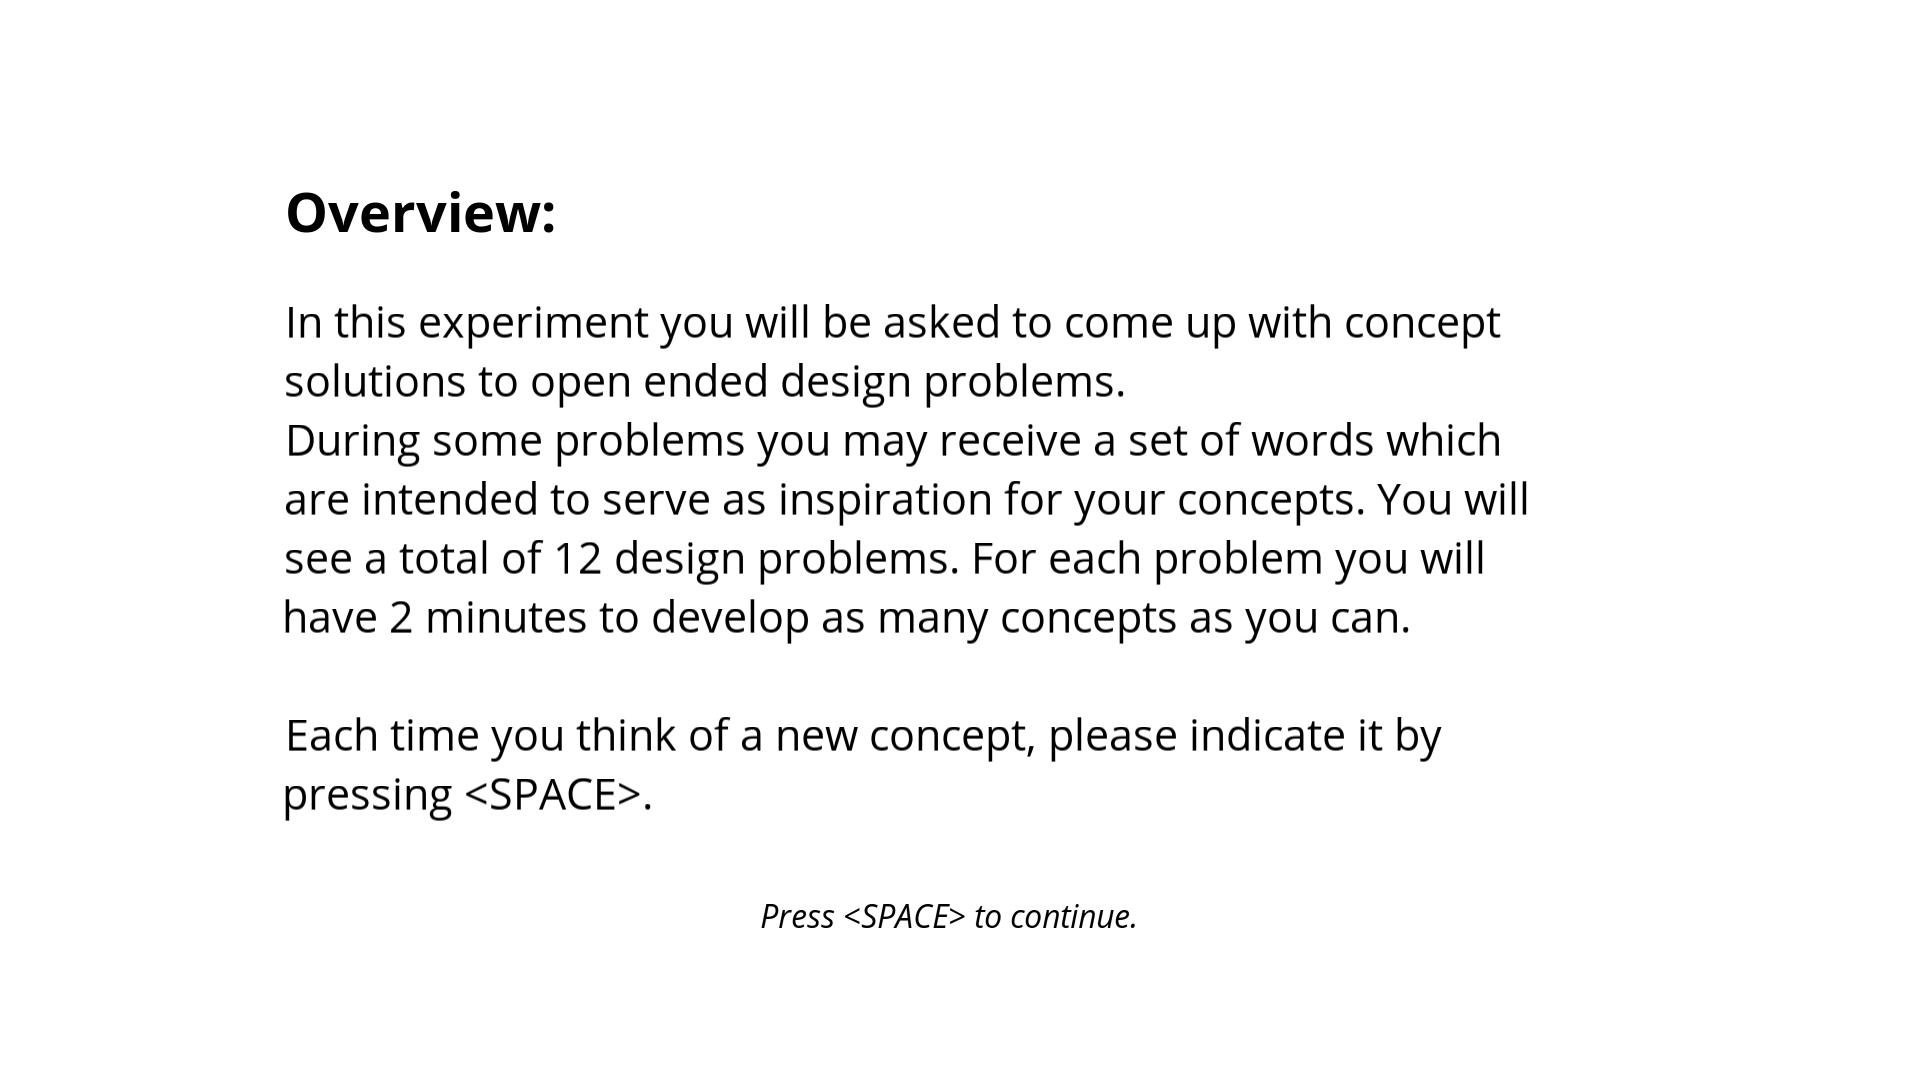 Overview:
In this experiment you will be asked to come up with concept
solutions to open ended design problems.
During some problems you may receive a set of words which
are intended to serve as inspiration for your concepts. You will
see a total of 12 design problems. For each problem you will
have 2 minutes to develop as many concepts as you can.
Each time you think of a new concept, please indicate it by
pressing <SPACE>.
Press <SPACE> to continue.